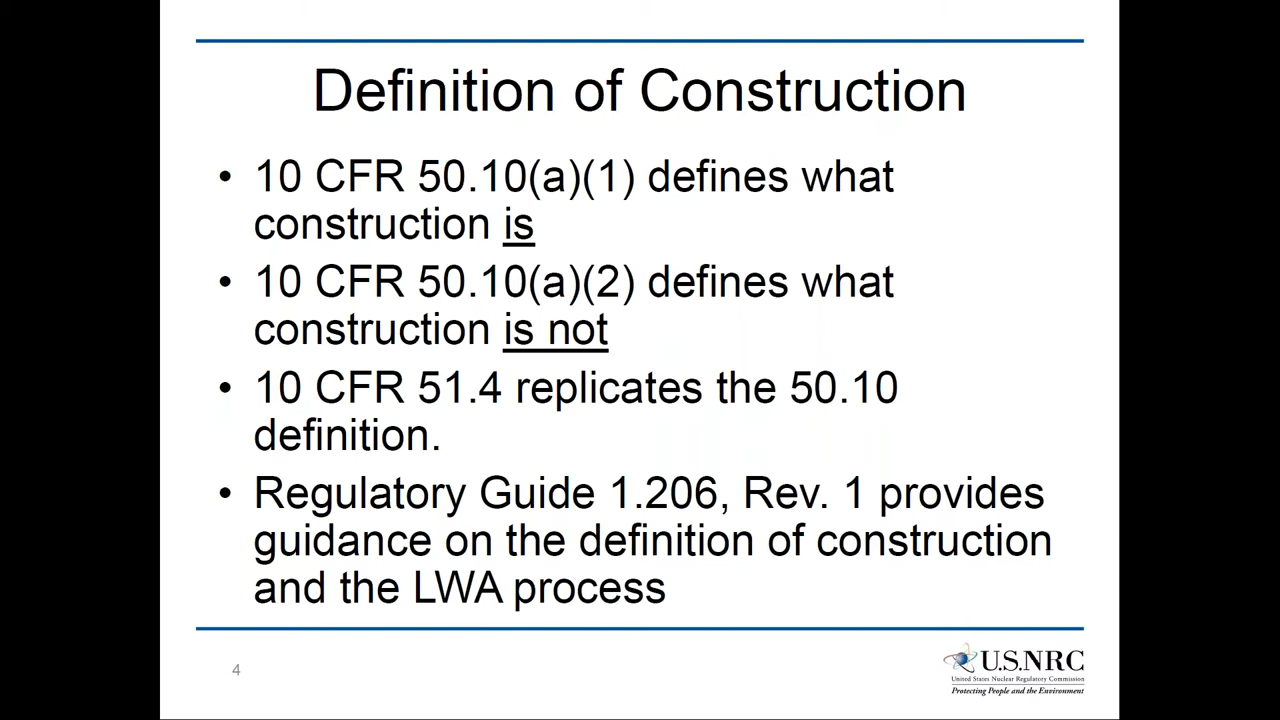 Definition of Construction
• 10 CFR 50.10(a)(1) defines what
construction is
• 10 CFR 50.10(a)(2) defines what
construction is not
• 10 CFR 51.4 replicates the 50.10
definition.
• Regulatory Guide 1.206, Rev. 1 provides
guidance on the definition of construction
and the LWA process
4
U.S.NRC
United States Nuclear Regulatory Commission
Protecting People and the Environment